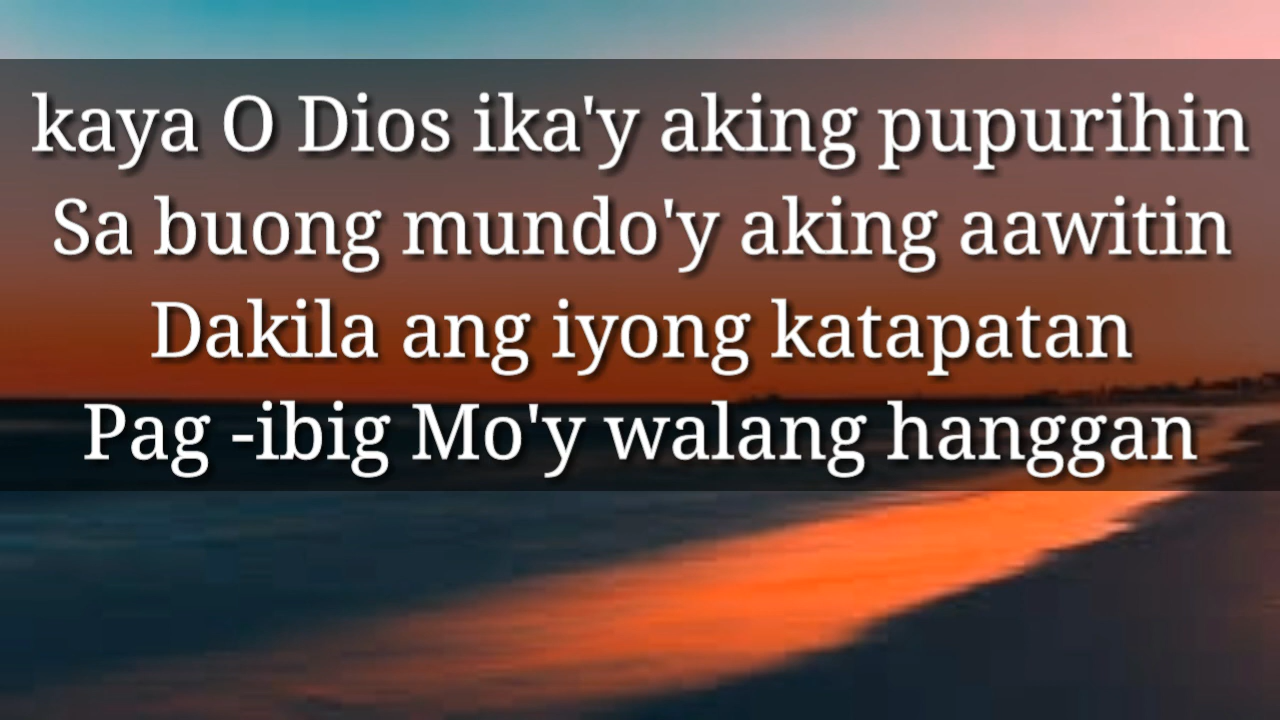 kaya O Dios ika'y aking pupurihin
Sa buong mundo'y aking aawitin
Dakila ang iyong katapatan
Pag -ibig Mo'y walang hanggan